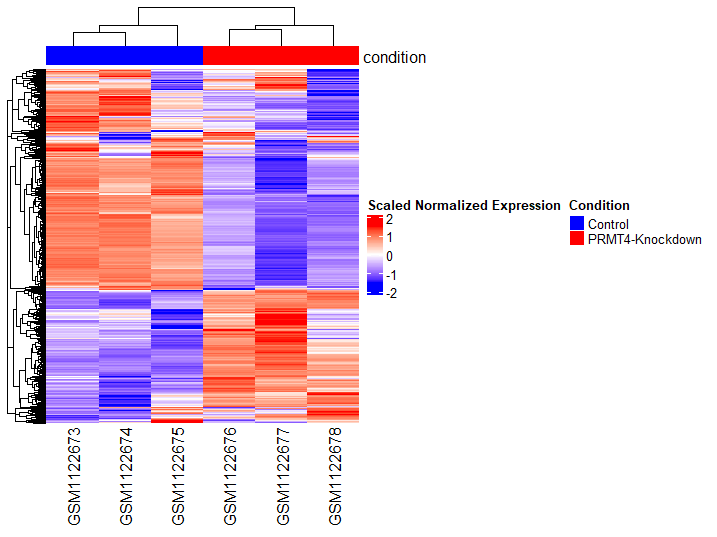 condition
Scaled Normalized Expression
2
1
0
-1
-2
Condition
Control
PRMT4-Knockdown
GSM1122673
GSM1122674
GSM1122675
GSM1122676
GSM1122677
GSM1122678